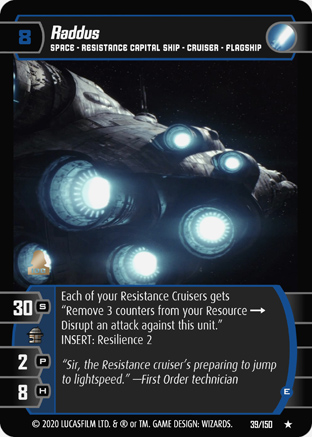 8
Raddus
SPACE - RESISTANCE CAPITAL SHIP - CRUISER - FLAGSHIP
30 S
Each of your Resistance Cruisers gets
“Remove 3 counters from your Resource →
Disrupt an attack against this unit.”
INSERT: Resilience 2
2 P
“Sir, the Resistance cruiser’s preparing to jump
to lightspeed.” —First Order technician
8 H
E
© 2020 LUCASFILM LTD. & ® or TM. GAME DESIGN: WIZARDS. 39/150 ★